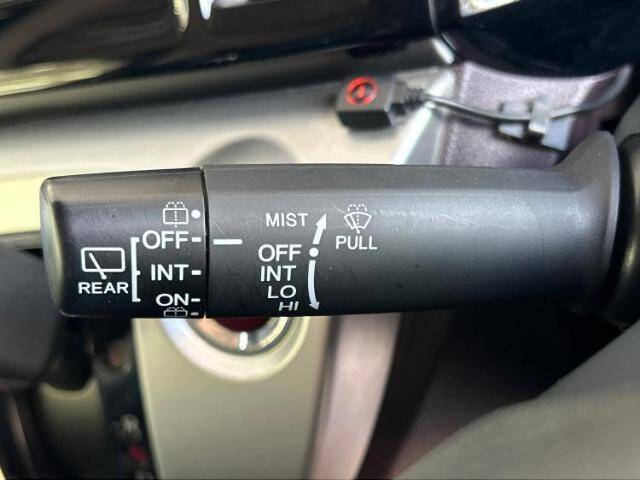 REAR
OFF
INT
ON
MIST
OFF
INT
LO
HI
PULL